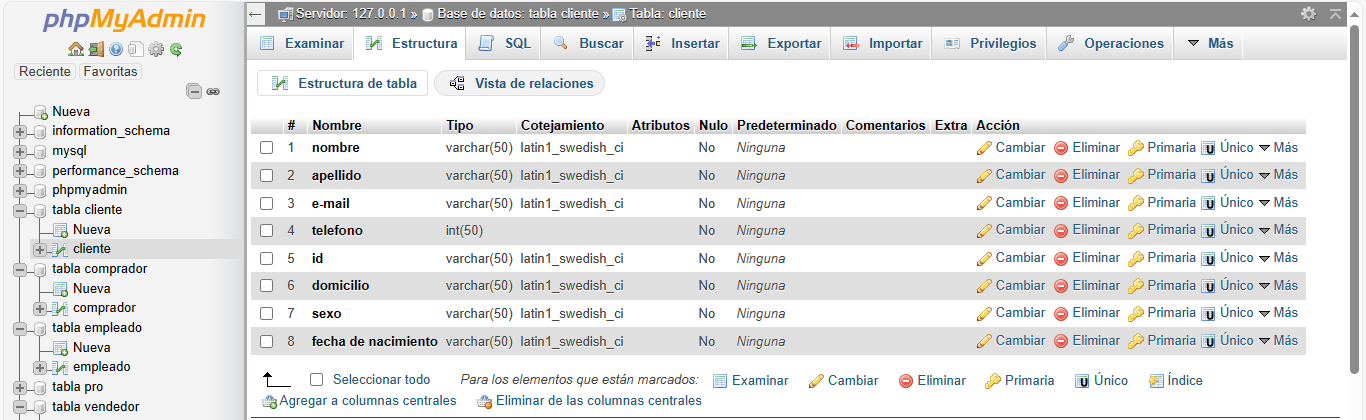 phpMyAdmin
Reciente Favoritas
Nueva
information_schema
mysql
performance_schema
phpmyadmin
tabla cliente
Nueva
cliente
tabla comprador
Nueva
comprador
tabla empleado
Nueva
empleado
tabla pro
tabla vendedor
Servidor: 127.0.0.1 » Base de datos: tabla cliente » Tabla: cliente
Examinar Estructura SQL Buscar Insertar Exportar Importar Privilegios Operaciones Más
Estructura de tabla Vista de relaciones
# Nombre Tipo Cotejamiento Atributos Nulo Predeterminado Comentarios Extra Acción
1 nombre varchar(50) latin1_swedish_ci No Ninguna Cambiar Eliminar Primaria Único Más
2 apellido varchar(50) latin1_swedish_ci No Ninguna Cambiar Eliminar Primaria Único Más
3 e-mail varchar(50) latin1_swedish_ci No Ninguna Cambiar Eliminar Primaria Único Más
4 telefono int(50) No Ninguna Cambiar Eliminar Primaria Único Más
5 id varchar(50) latin1_swedish_ci No Ninguna Cambiar Eliminar Primaria Único Más
6 domicilio varchar(50) latin1_swedish_ci No Ninguna Cambiar Eliminar Primaria Único Más
7 sexo varchar(50) latin1_swedish_ci No Ninguna Cambiar Eliminar Primaria Único Más
8 fecha de nacimiento varchar(50) latin1_swedish_ci No Ninguna Cambiar Eliminar Primaria Único Más
Seleccionar todo Para los elementos que están marcados: Examinar Cambiar Eliminar Primaria Único Índice
Agregar a columnas centrales Eliminar de las columnas centrales